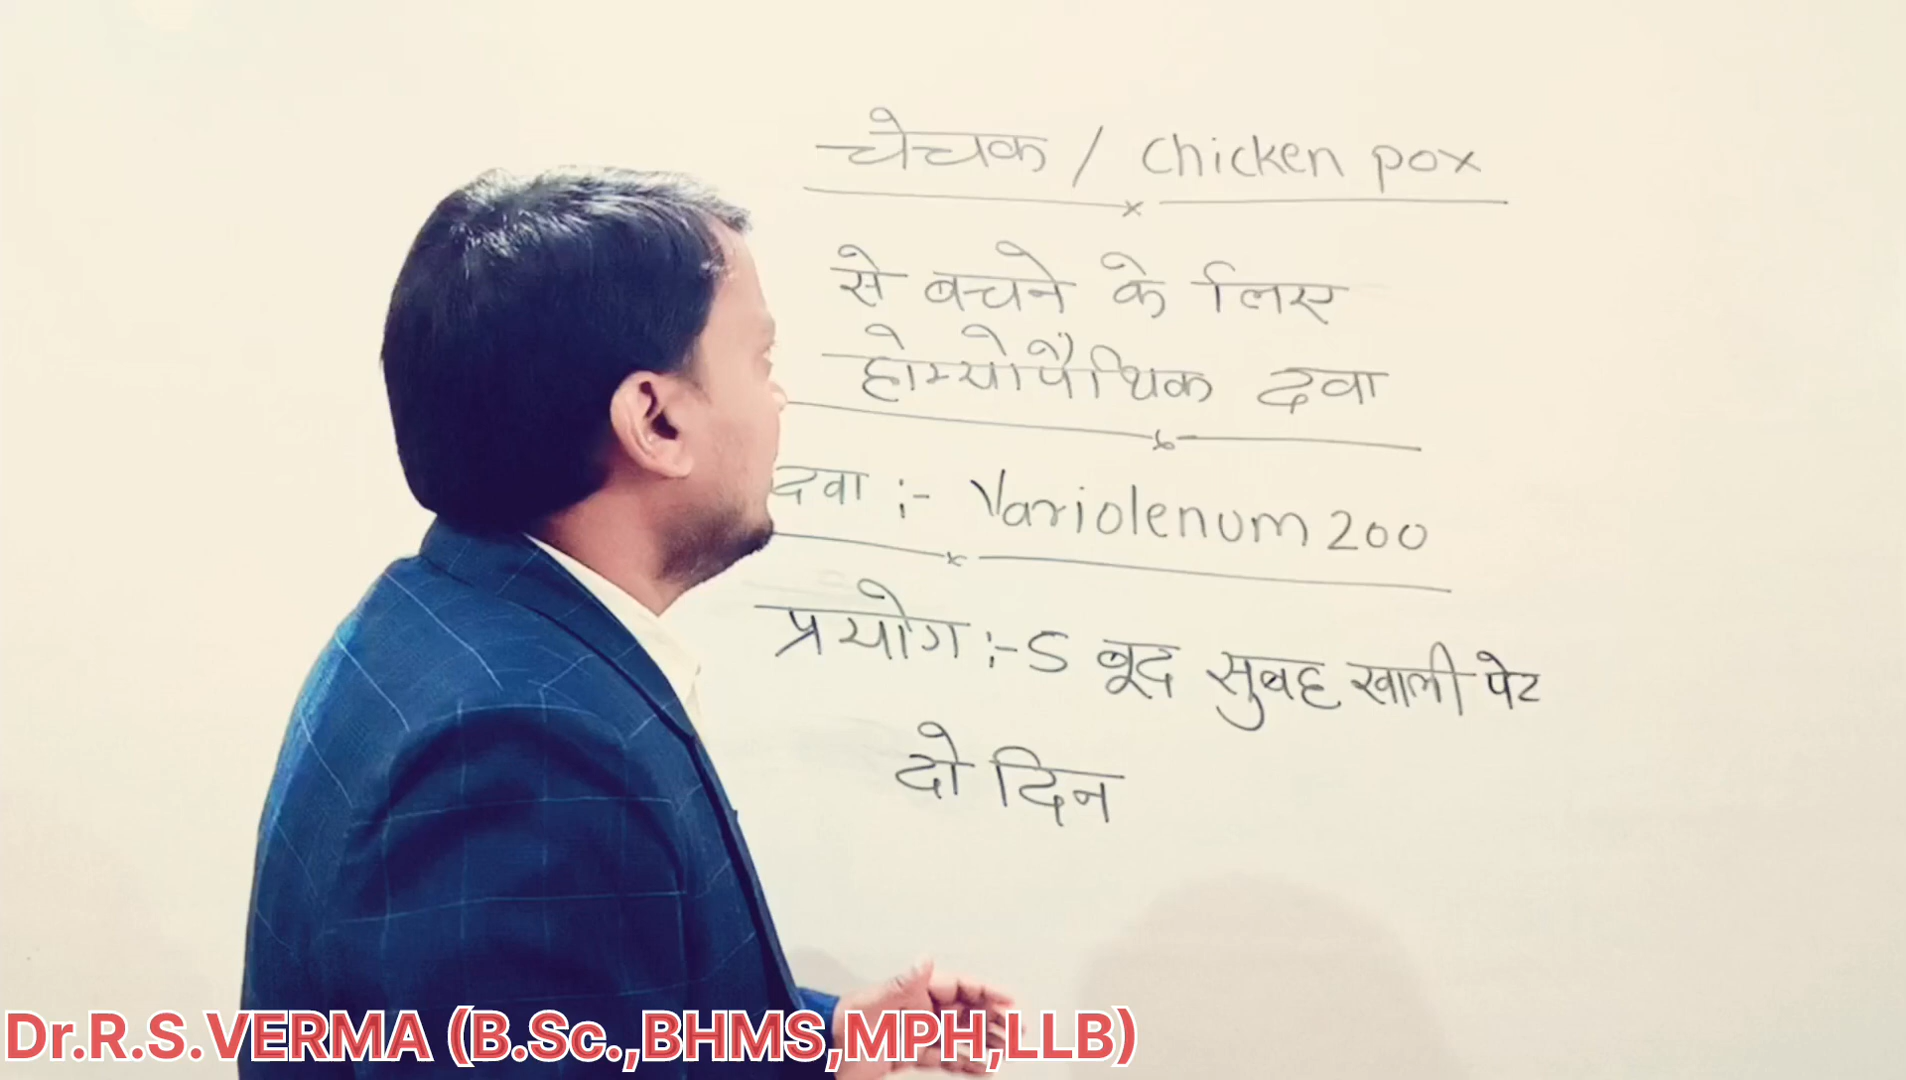 चेचक / Chicken pox
से बचने के लिए
होम्योपैथिक दवा
दवा :- Variolenum 200
प्रयोग :- 5 बूद सुबह खाली पेट
दो दिन
Dr.R.S.VERMA (B.Sc.,BHMS,MPH,LLB)